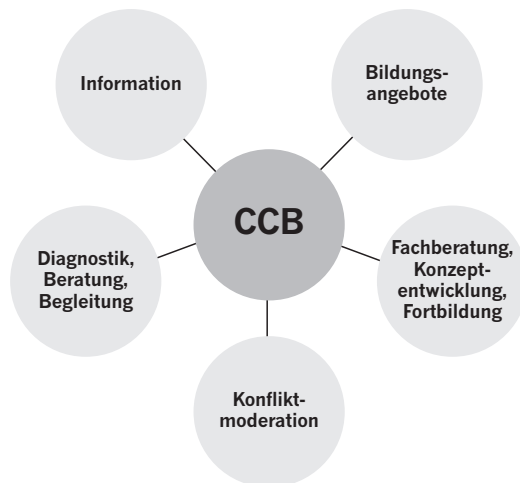 Information
Bildungs-
angebote
CCB
Diagnostik,
Beratung,
Begleitung
Fachberatung,
Konzept-
entwicklung,
Fortbildung
Konflikt-
moderation